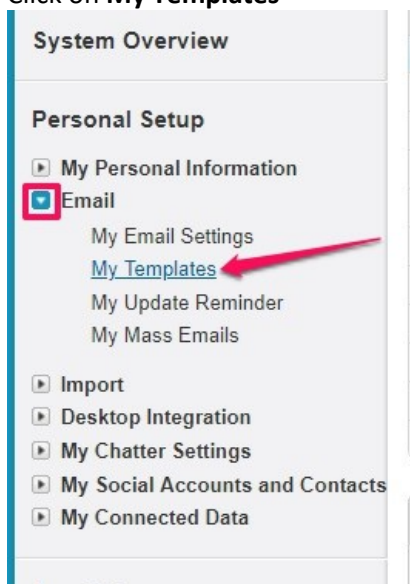 Click on My Templates
System Overview
Personal Setup
My Personal Information
Email
My Email Settings
My Templates
My Update Reminder
My Mass Emails
Import
Desktop Integration
My Chatter Settings
My Social Accounts and Contacts
My Connected Data